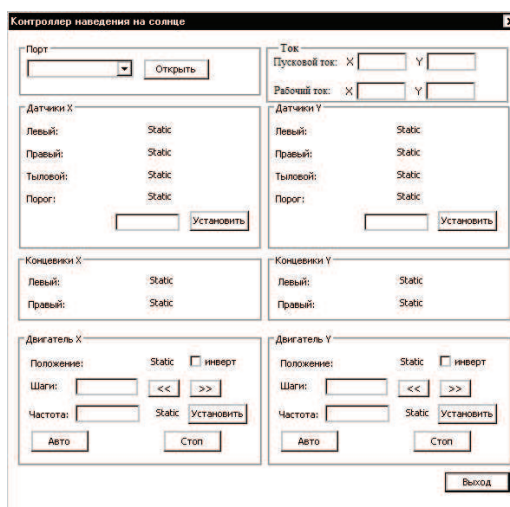 Контроллер наведения на солнце
Порт
Открыть
Ток
Пусковой ток: X Y
Рабочий ток: X Y
Датчики X
Левый: Static
Правый: Static
Тыловой: Static
Порог: Static
Установить
Датчики Y
Левый: Static
Правый: Static
Тыловой: Static
Порог: Static
Установить
Концевики X
Левый: Static
Правый: Static
Концевики Y
Левый: Static
Правый: Static
Двигатель X
Положение: Static инверт
Шаги: << >>
Частота: Static Установить
Авто Стоп
Двигатель Y
Положение: Static инверт
Шаги: << >>
Частота: Static Установить
Авто Стоп
Выход